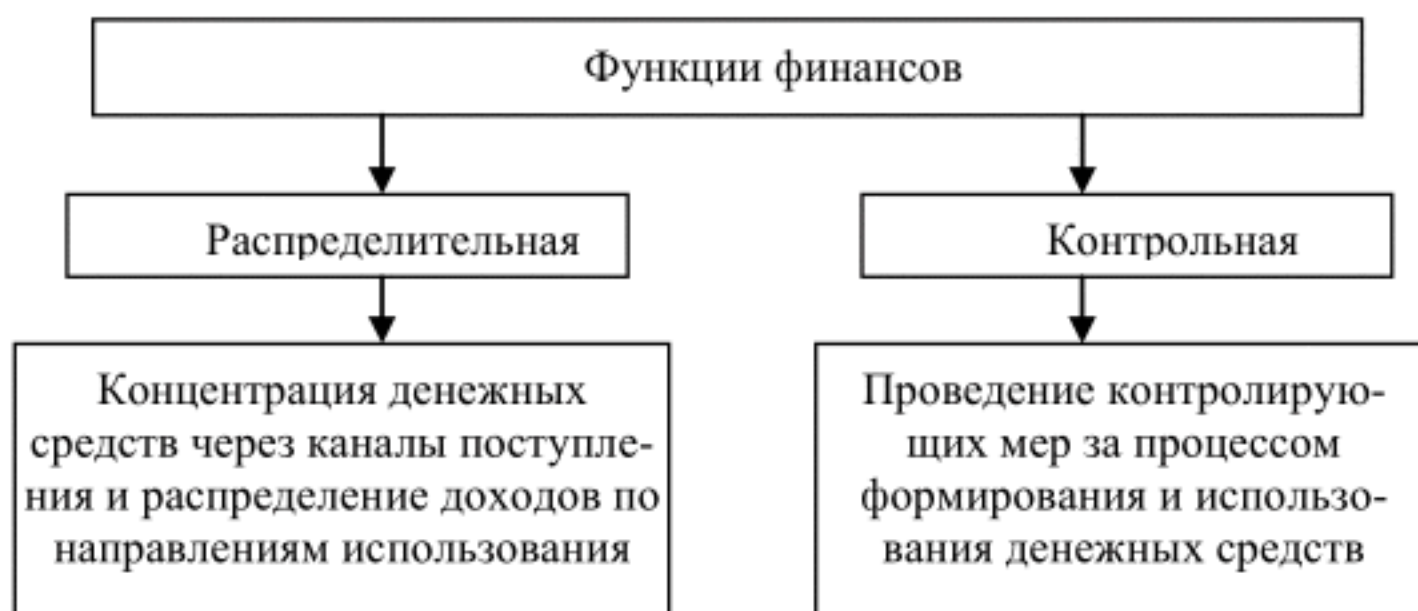 Функции финансов
Распределительная
Контрольная
Концентрация денежных
средств через каналы поступле-
ния и распределение доходов по
направлениям использования
Проведение контролирую-
щих мер за процессом
формирования и использо-
вания денежных средств